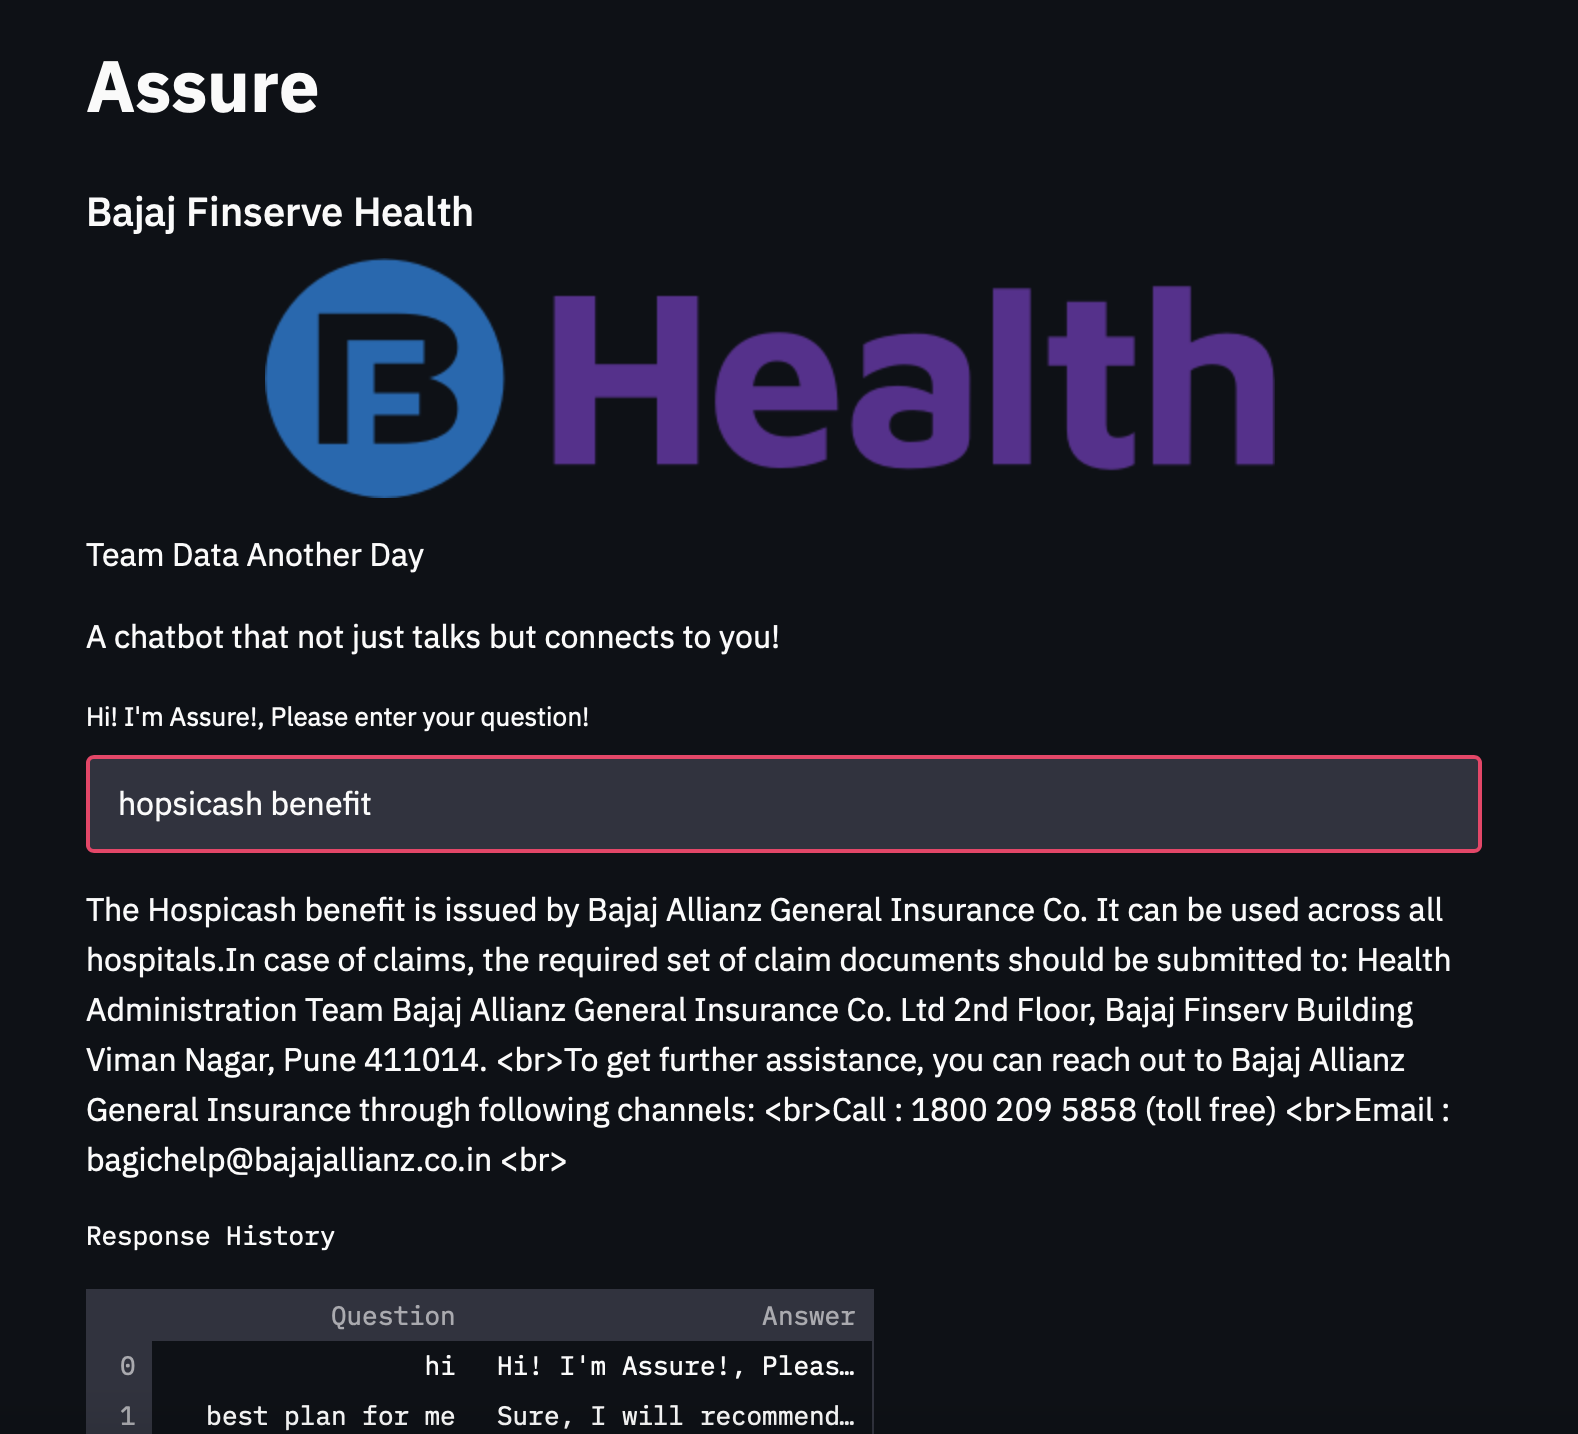 Assure
Bajaj Finserve Health
B Health
Team Data Another Day
A chatbot that not just talks but connects to you!
Hi! I'm Assure!, Please enter your question!
hopsicash benefit
The Hospicash benefit is issued by Bajaj Allianz General Insurance Co. It can be used across all
hospitals.In case of claims, the required set of claim documents should be submitted to: Health
Administration Team Bajaj Allianz General Insurance Co. Ltd 2nd Floor, Bajaj Finserv Building
Viman Nagar, Pune 411014. <br>To get further assistance, you can reach out to Bajaj Allianz
General Insurance through following channels: <br>Call : 1800 209 5858 (toll free) <br>Email :
bagichelp@bajajallianz.co.in <br>
Response History
Question Answer
0 hi Hi! I'm Assure!, Pleas…
1 best plan for me Sure, I will recommend…